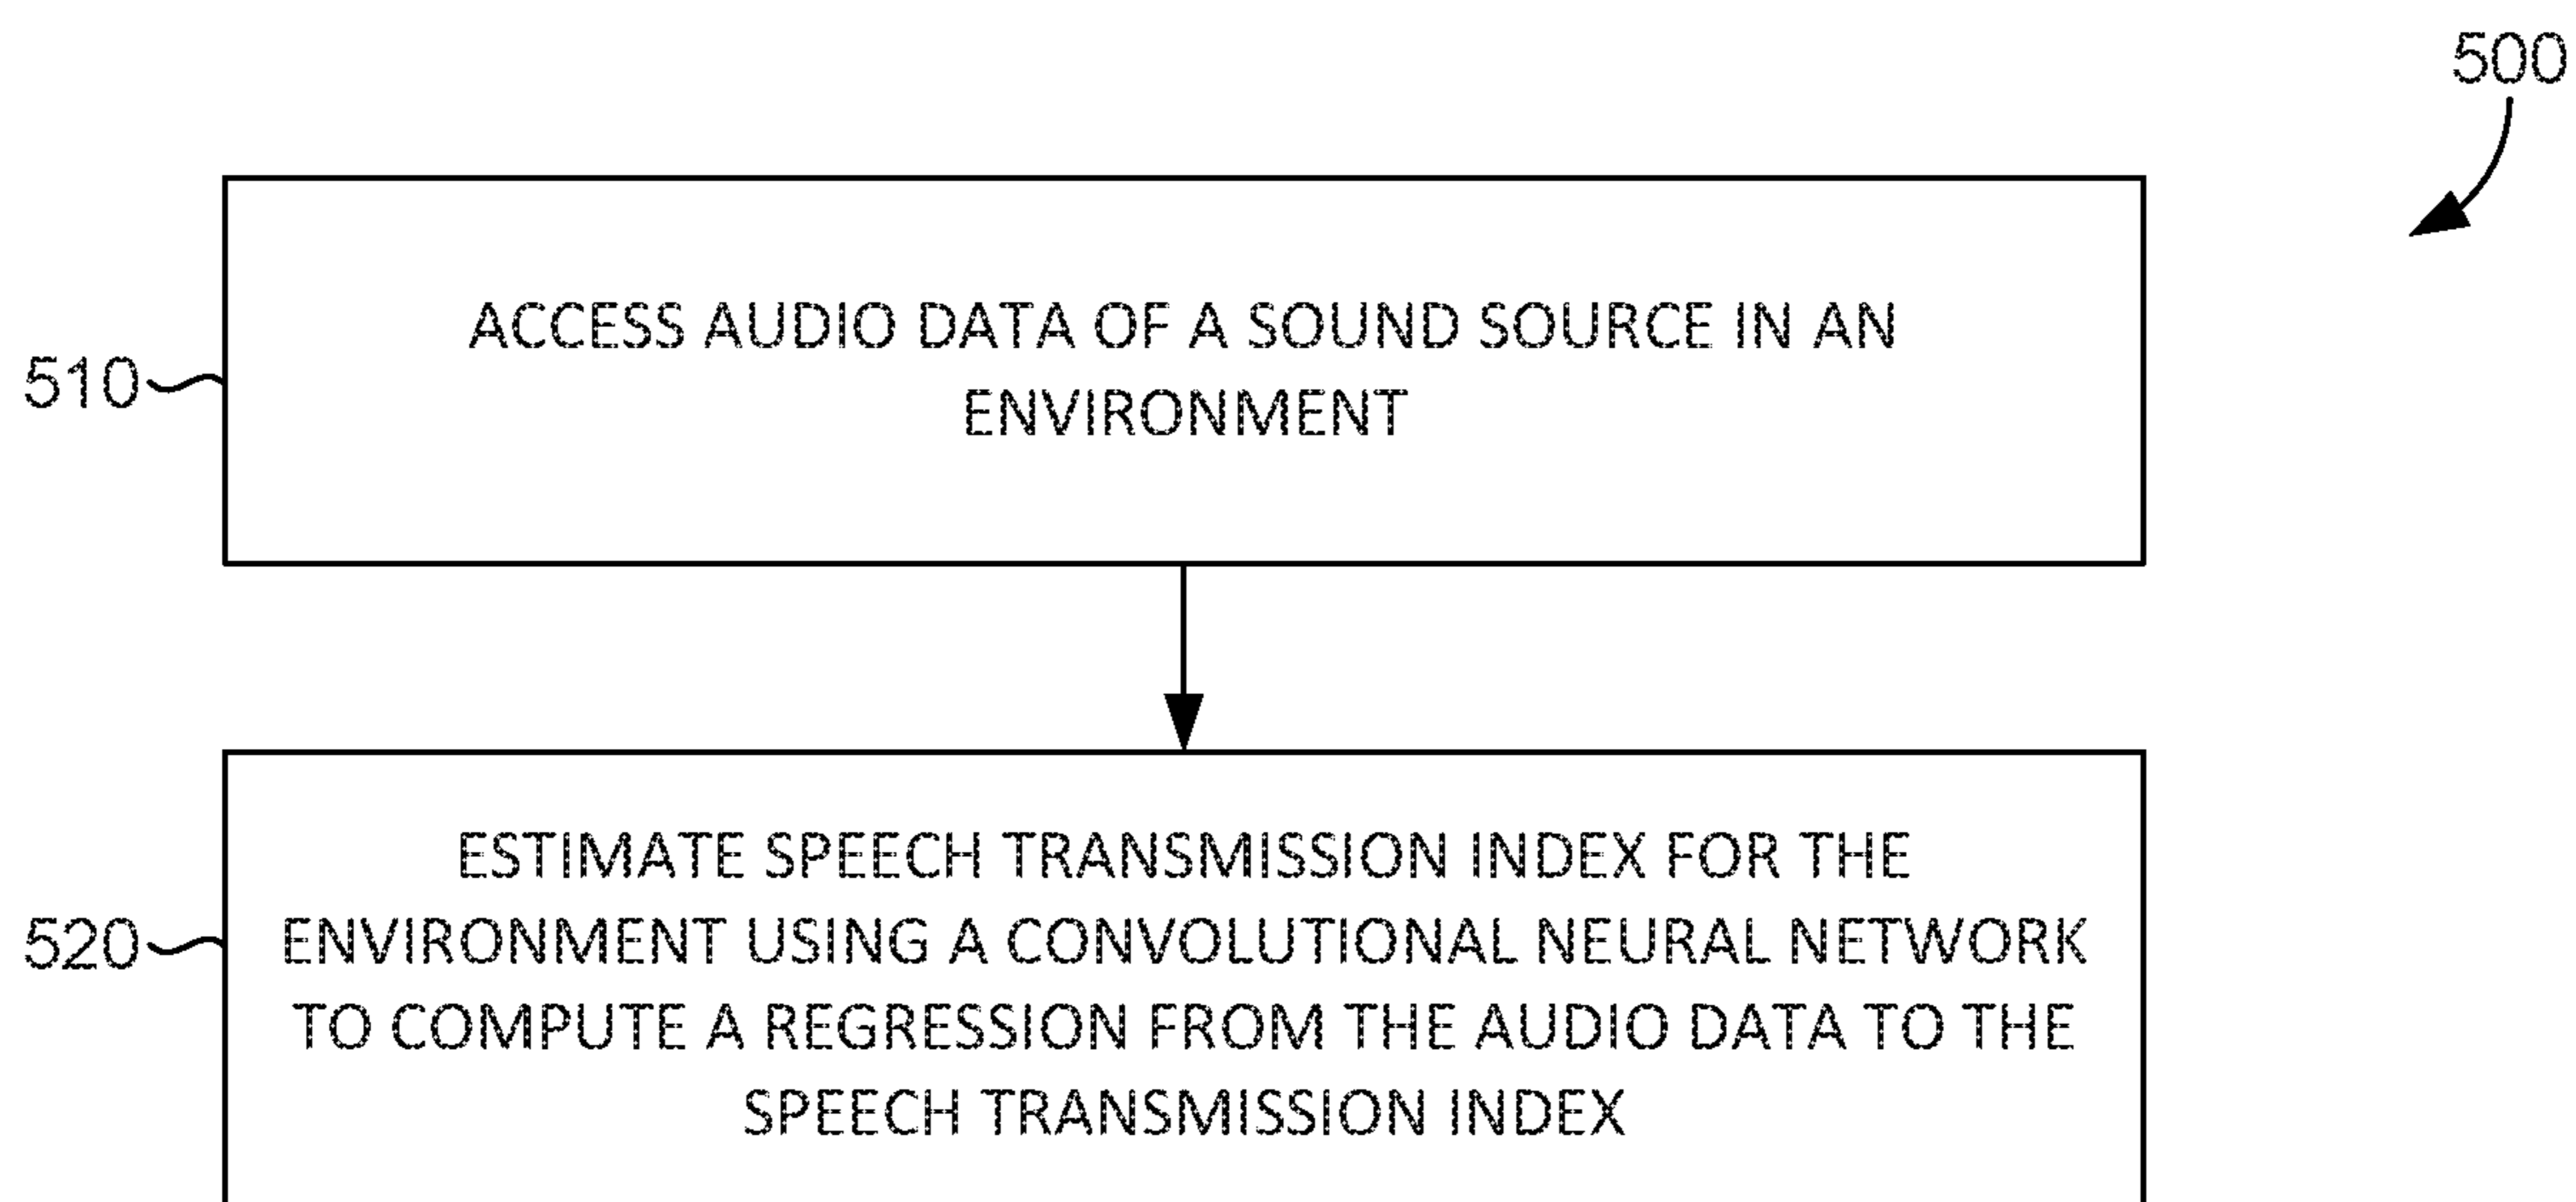 500
510
ACCESS AUDIO DATA OF A SOUND SOURCE IN AN
ENVIRONMENT
520
ESTIMATE SPEECH TRANSMISSION INDEX FOR THE
ENVIRONMENT USING A CONVOLUTIONAL NEURAL NETWORK
TO COMPUTE A REGRESSION FROM THE AUDIO DATA TO THE
SPEECH TRANSMISSION INDEX